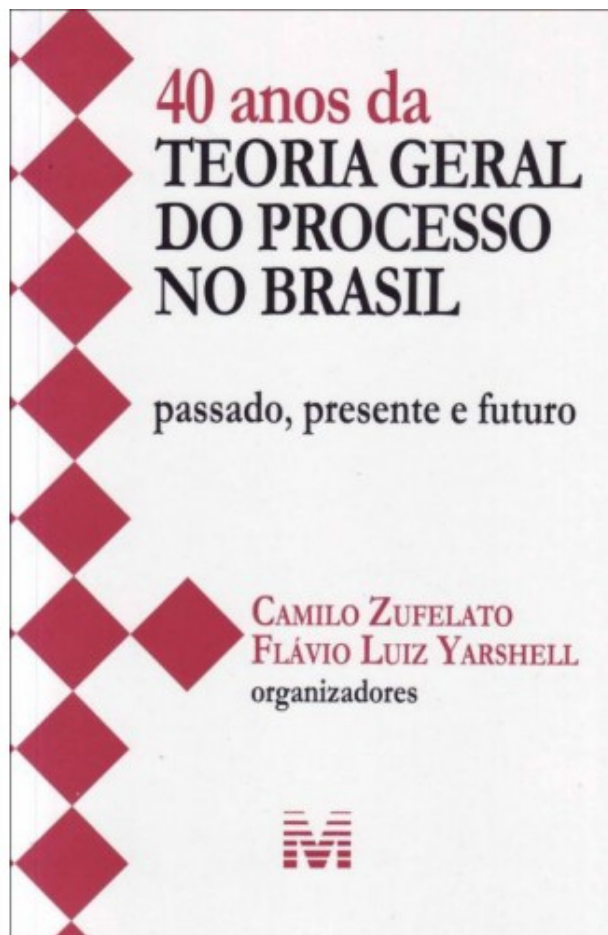 40 anos da
TEORIA GERAL
DO PROCESSO
NO BRASIL
passado, presente e futuro
CAMILO ZUFELATO
FLÁVIO LUIZ YARSHELL
organizadores
M